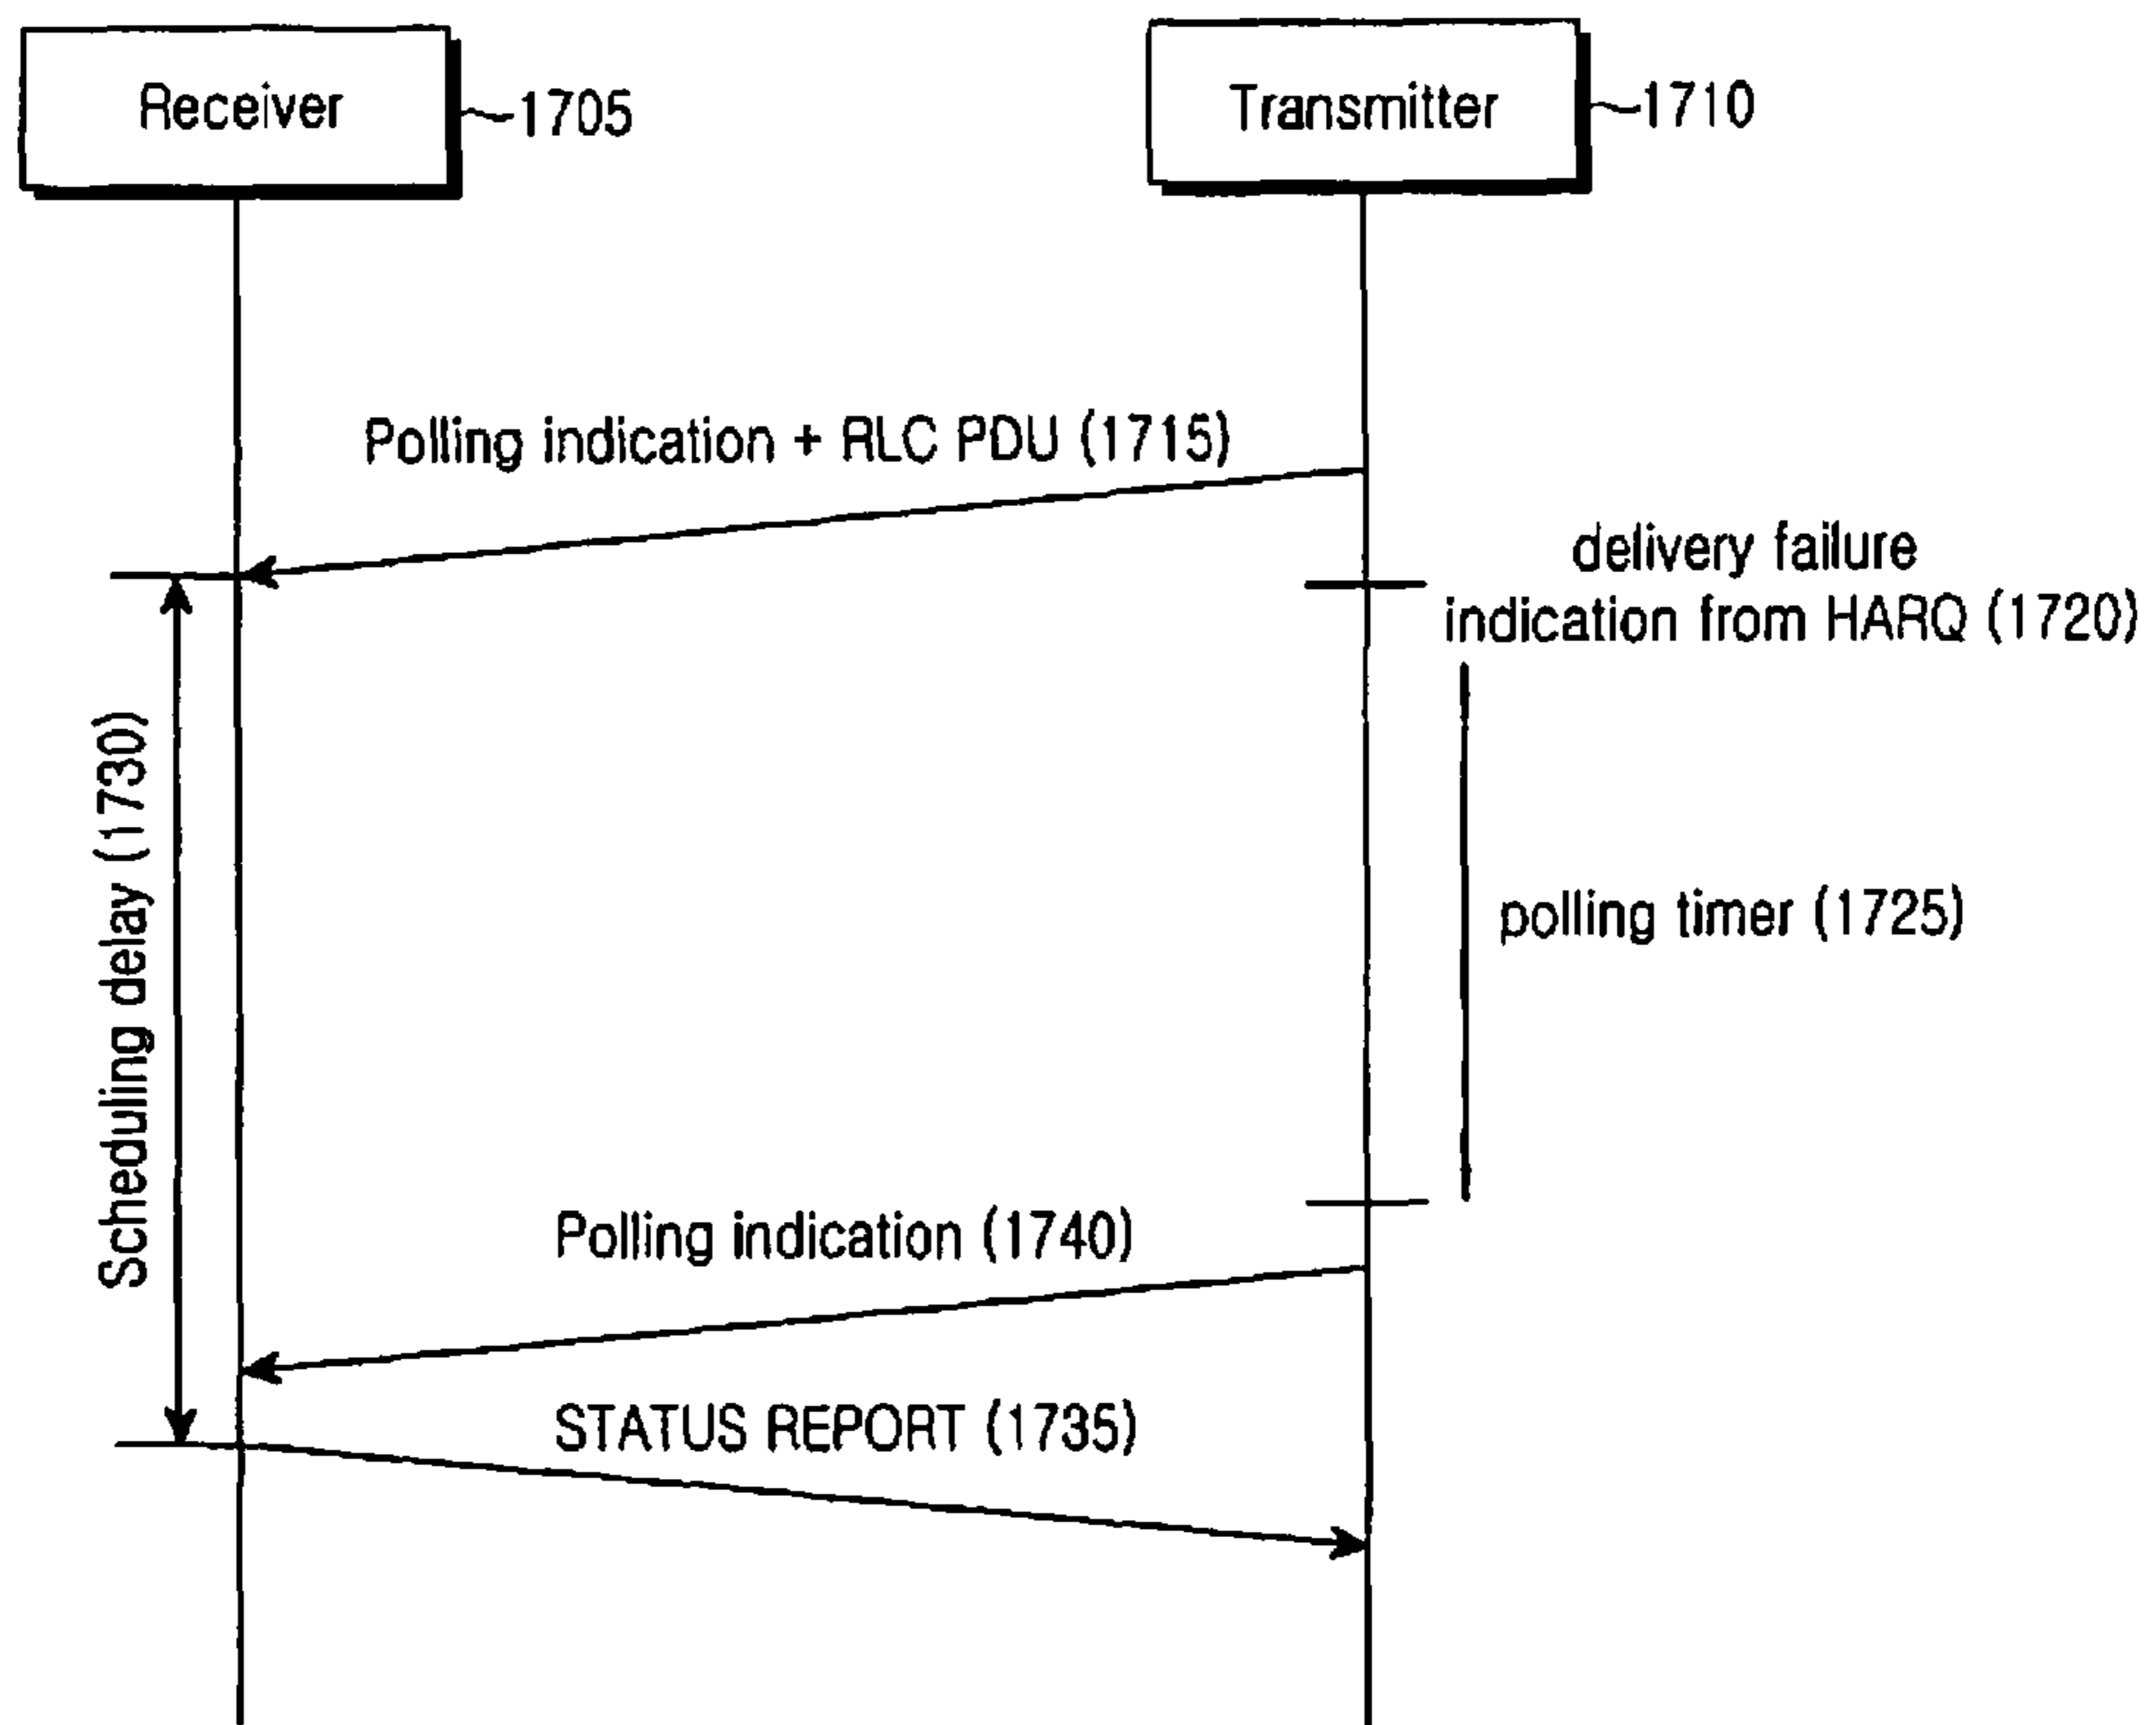 Receiver
1705
Transmitter
1710
Polling indication + RLC PDU (1715)
delivery failure
indication from HARQ (1720)
Scheduling delay (1730)
polling timer (1725)
Polling indication (1740)
STATUS REPORT (1735)